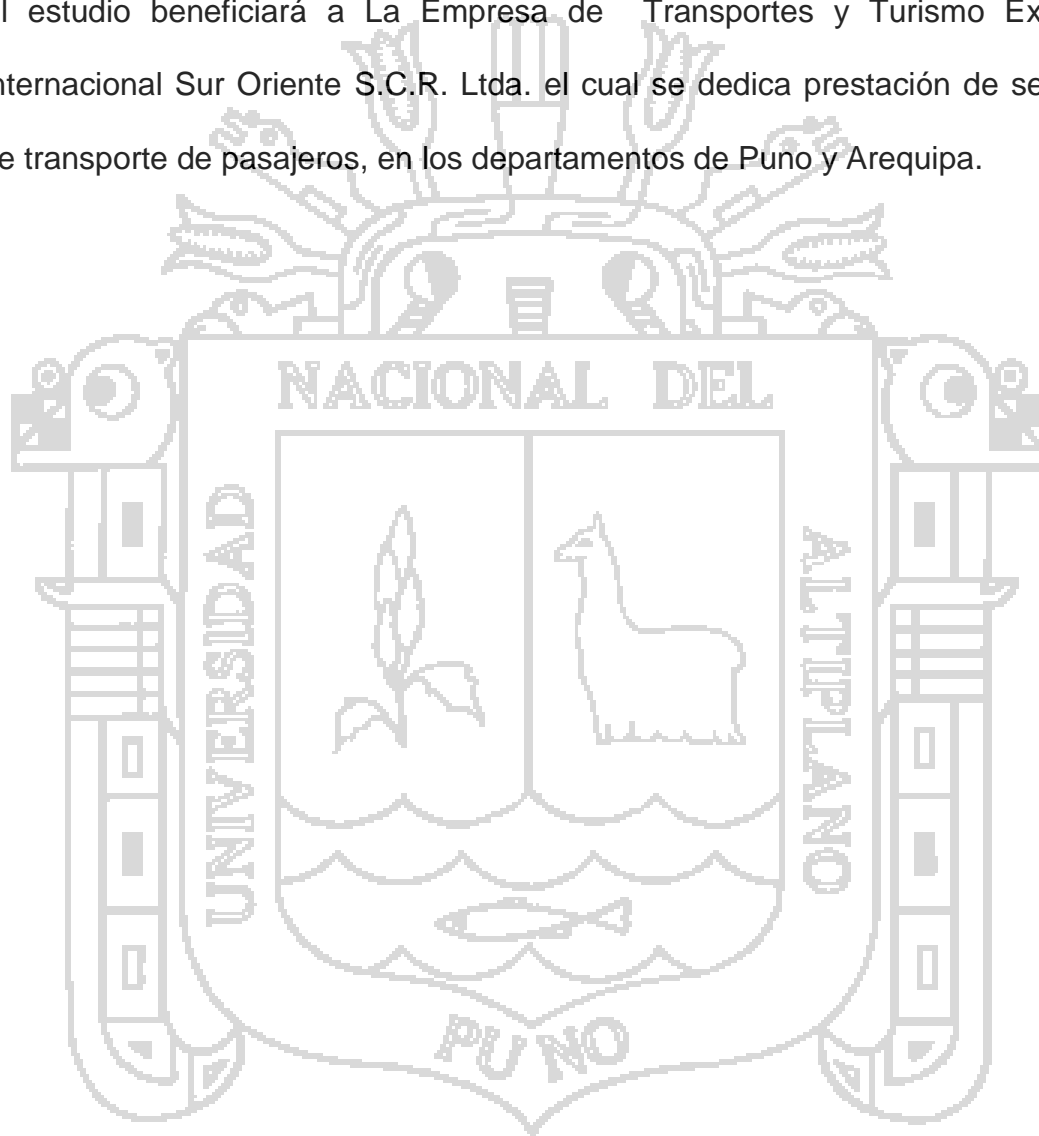 l estudio beneficiará a La Empresa de Transportes y Turismo Ex
nternacional Sur Oriente S.C.R. Ltda. el cual se dedica prestación de se
e transporte de pasajeros, en los departamentos de Puno y Arequipa.
NACIONAL DEL
UNIVERSIDAD
ALTIPLANO
PUNO